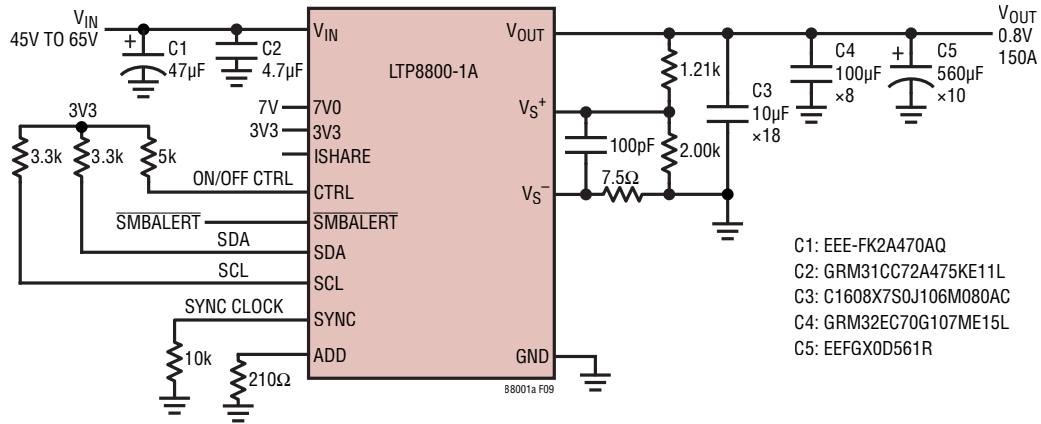 VIN
45V TO 65V
C1
47µF
C2
4.7µF
+
VIN
VOUT
LTP8800-1A
7V
7V0
3V3
3V3
ISHARE
3V3
3.3k
3.3k
5k
ON/OFF CTRL
CTRL
SMBALERT
SMBALERT
SDA
SDA
SCL
SCL
SYNC CLOCK
SYNC
10k
ADD
210Ω
GND
VS+
VS–
1.21k
100pF
2.00k
7.5Ω
C3
10µF
×18
C4
100µF
×8
+
C5
560µF
×10
VOUT
0.8V
150A
C1: EEE-FK2A470AQ
C2: GRM31CC72A475KE11L
C3: C1608X7S0J106M080AC
C4: GRM32EC70G107ME15L
C5: EEFGX0D561R
88001a F09